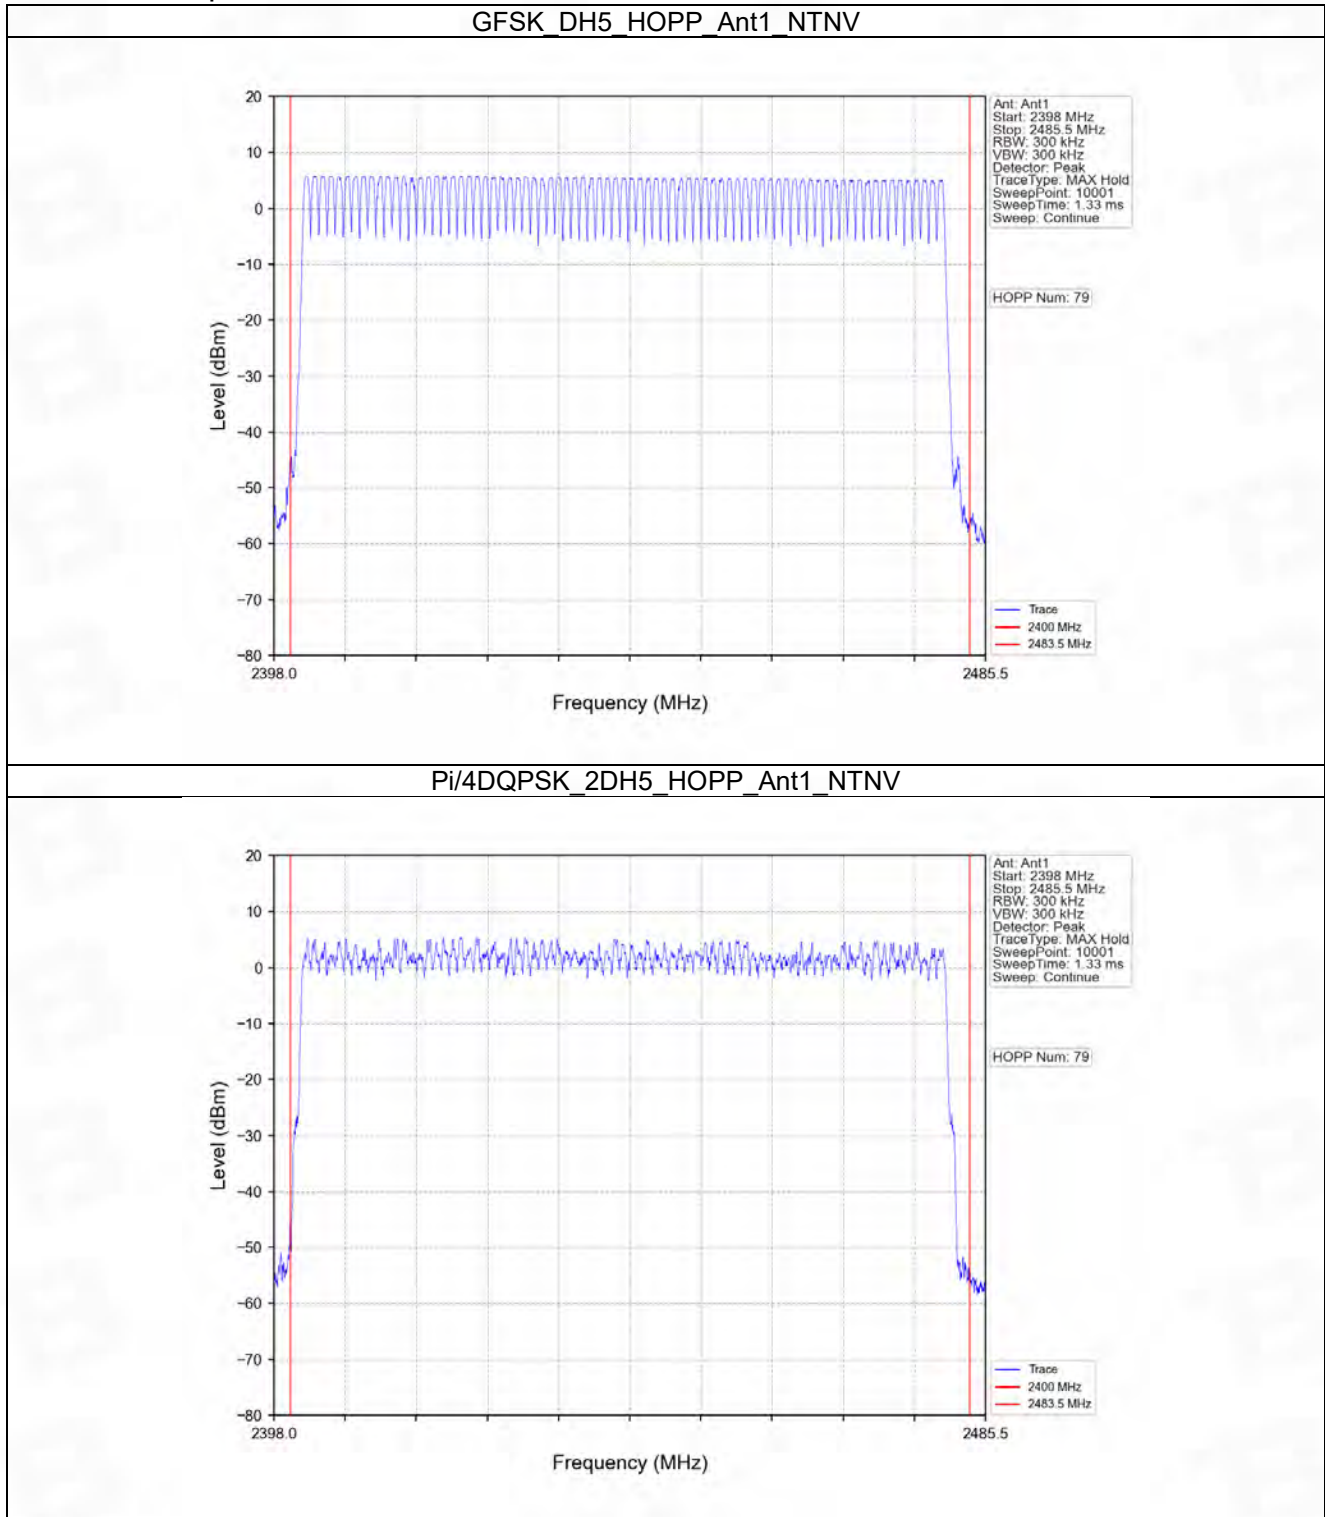 GFSK_DH5_HOPP_Ant1_NTNV
20
10
0
−10
−20
−30
−40
−50
−60
−70
−80
Level (dBm)
2398.0
2485.5
Frequency (MHz)
Ant: Ant1
Start: 2398 MHz
Stop: 2485.5 MHz
RBW: 300 kHz
VBW: 300 kHz
Detector: Peak
TraceType: MAX Hold
SweepPoint: 10001
SweepTime: 1.33 ms
Sweep: Continue
HOPP Num: 79
Trace
2400 MHz
2483.5 MHz
Pi/4DQPSK_2DH5_HOPP_Ant1_NTNV
20
10
0
−10
−20
−30
−40
−50
−60
−70
−80
Level (dBm)
2398.0
2485.5
Frequency (MHz)
Ant: Ant1
Start: 2398 MHz
Stop: 2485.5 MHz
RBW: 300 kHz
VBW: 300 kHz
Detector: Peak
TraceType: MAX Hold
SweepPoint: 10001
SweepTime: 1.33 ms
Sweep: Continue
HOPP Num: 79
Trace
2400 MHz
2483.5 MHz